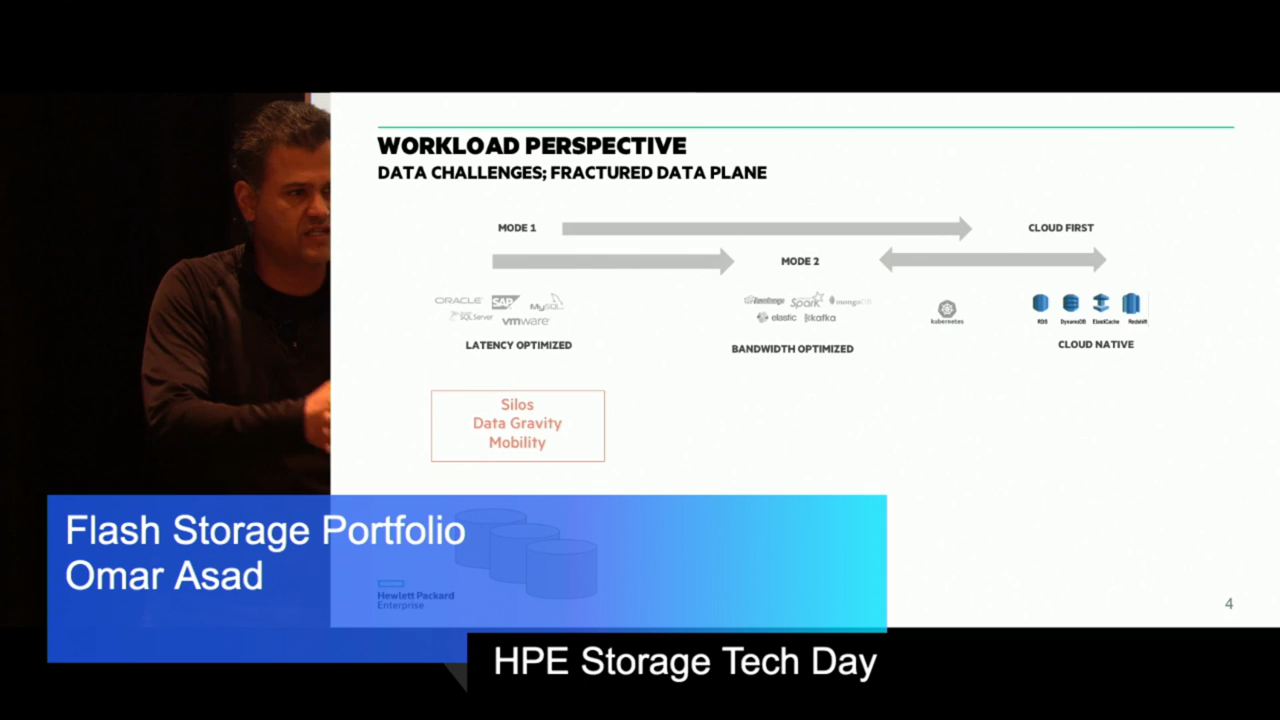 WORKLOAD PERSPECTIVE
DATA CHALLENGES; FRACTURED DATA PLANE
MODE 1
CLOUD FIRST
MODE 2
ORACLE SAP MySQL
SQL Server vmware
LATENCY OPTIMIZED
Spark mongoDB
elastic kafka
BANDWIDTH OPTIMIZED
kubernetes
RDS DynamoDB ElastiCache Redshift
CLOUD NATIVE
Silos
Data Gravity
Mobility
Flash Storage Portfolio
Omar Asad
Hewlett Packard
Enterprise
4
HPE Storage Tech Day